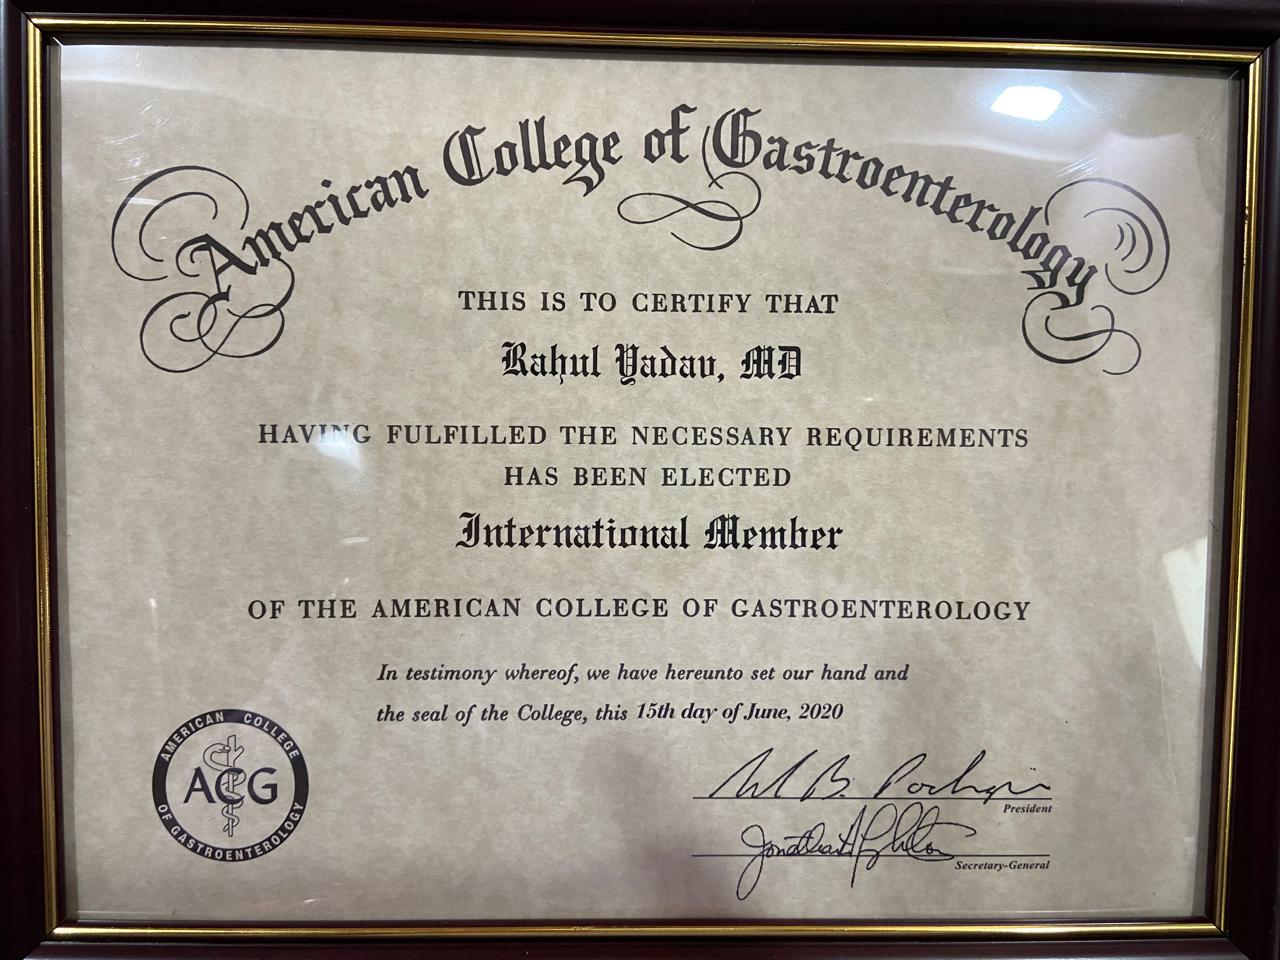 American College of Gastroenterology
THIS IS TO CERTIFY THAT
Rahul Yadav, MD
HAVING FULFILLED THE NECESSARY REQUIREMENTS
HAS BEEN ELECTED
International Member
OF THE AMERICAN COLLEGE OF GASTROENTEROLOGY
In testimony whereof, we have hereunto set our hand and
the seal of the College, this 15th day of June, 2020
AMERICAN COLLEGE
ACG
OF GASTROENTEROLOGY
President
Secretary-General